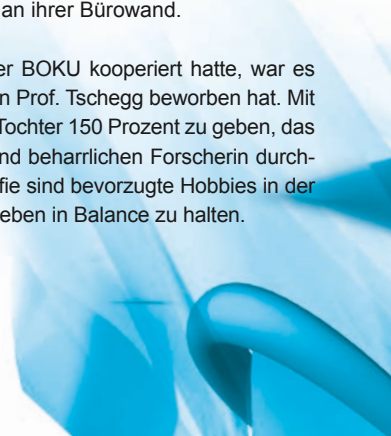 an ihrer Bürowand.
er BOKU kooperiert hatte, war es
n Prof. Tschegg beworben hat. Mit
Tochter 150 Prozent zu geben, das
nd beharrlichen Forscherin durch-
fie sind bevorzugte Hobbies in der
eben in Balance zu halten.